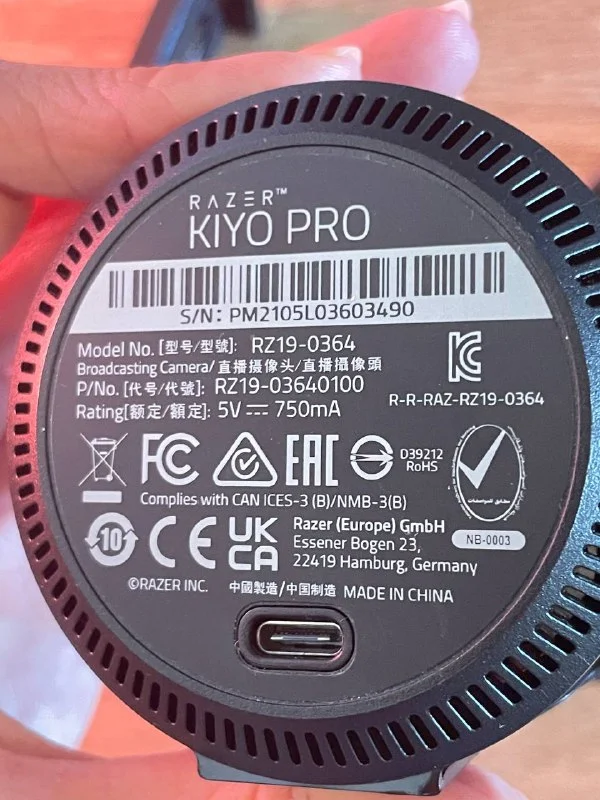 RAZER™
KIYO PRO
S/N: PM2105L03603490
Model No. [型号/型號]: RZ19-0364
Broadcasting Camera/直播摄像头/直播攝像頭
P/No. [代号/代號]: RZ19-03640100
Rating[额定/額定]: 5V ⎓ 750mA
R-R-RAZ-RZ19-0364
FC
EAC
D39212
RoHS
Complies with CAN ICES-3 (B)/NMB-3(B)
10
CE
UK
CA
Razer (Europe) GmbH
Essener Bogen 23,
22419 Hamburg, Germany
NB-0003
©RAZER INC. 中國製造/中国制造 MADE IN CHINA